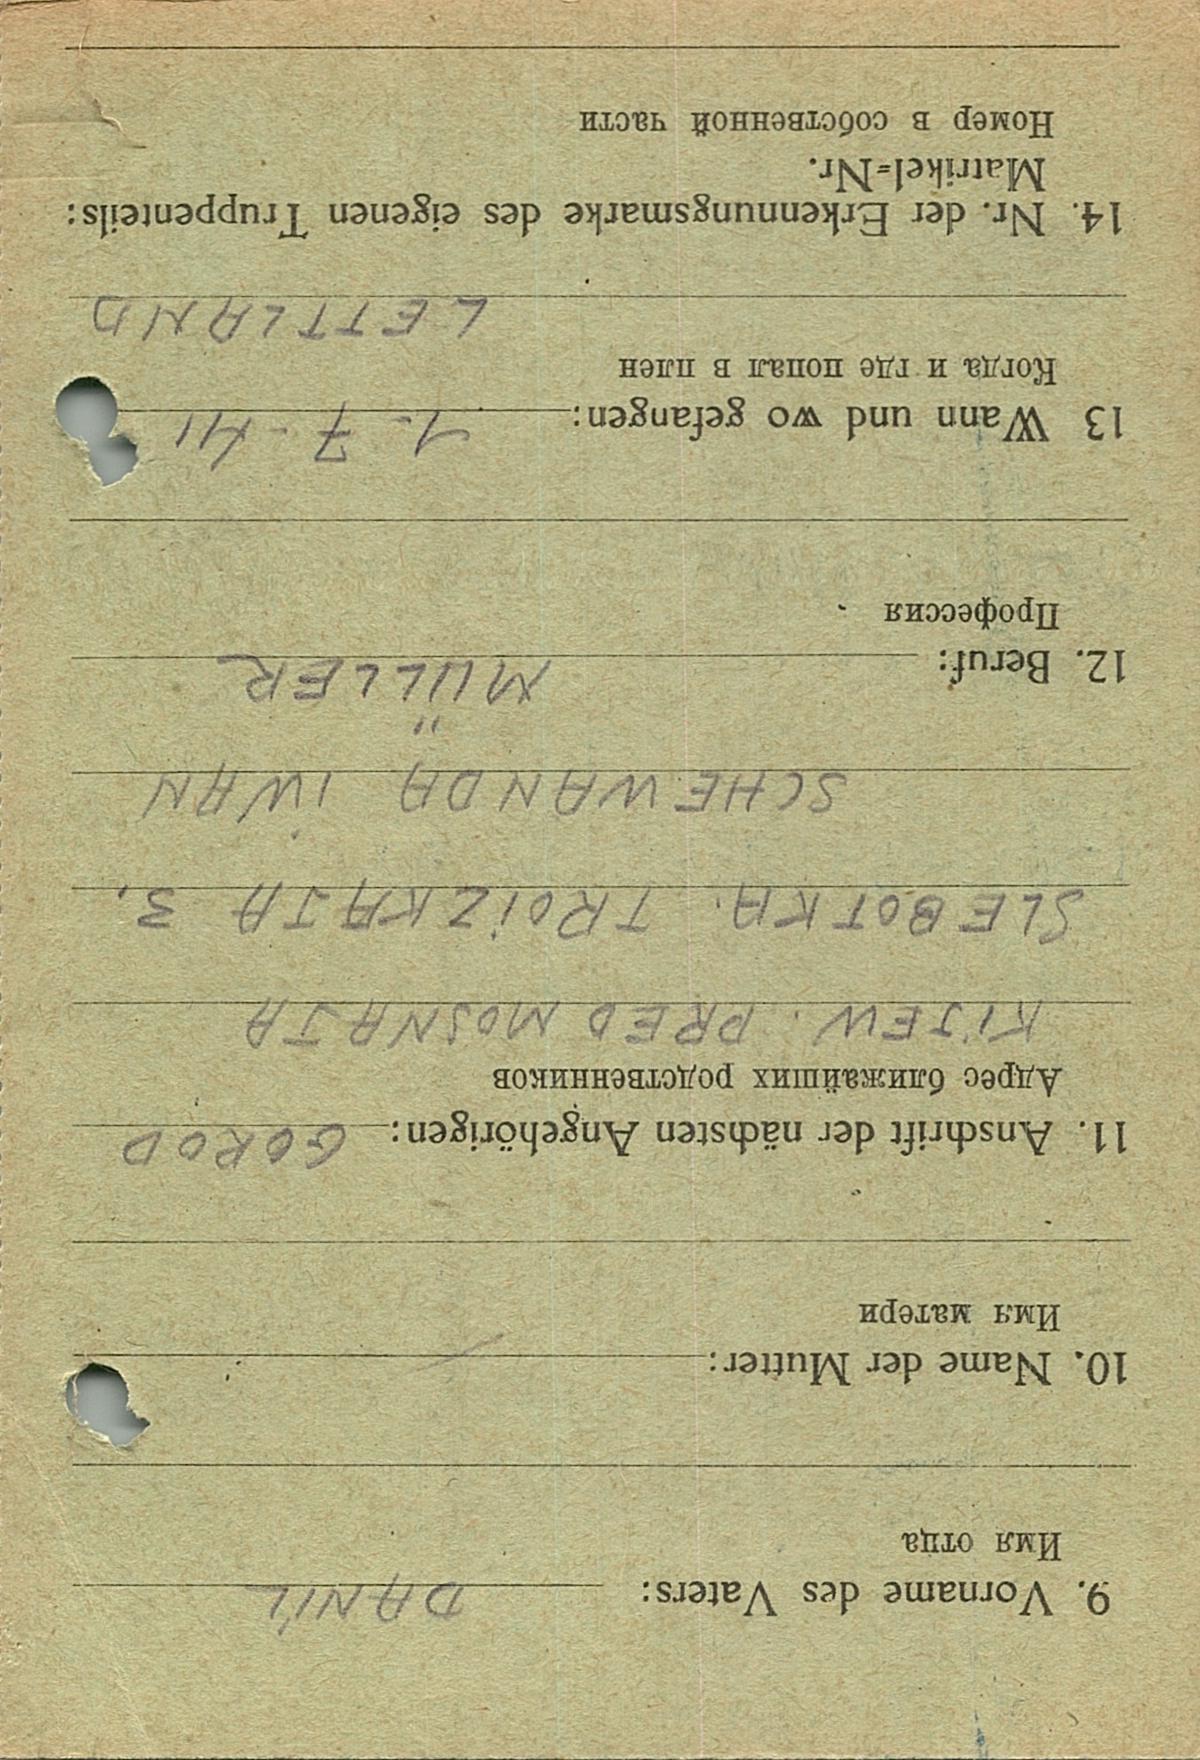 9. Vorname des Vaters: DANIL
Имя отца
10. Name der Mutter: —
Имя матери
11. Anschrift der nächsten Angehörigen: GOROD
Адрес ближайших родственников
KIJEW. PREDMOSNAJA
SLEBOTKA. TROIZKAJA 3.
SCHEWANDA IWAN
12. Beruf: MÜLLER
Профессия
13 Wann und wo gefangen: 1-7-41
Когда и где попал в плен
LETTLAND
14. Nr. der Erkennungsmarke des eigenen Truppenteils:
Matrikel=Nr.
Номер в собственной части